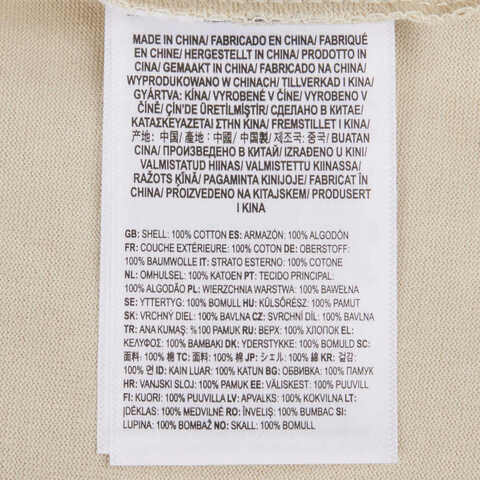 MADE IN CHINA/ FABRICADO EN CHINA/ FABRIQUÉ
EN CHINE/ HERGESTELLT IN CHINA/ PRODOTTO IN
CINA/ GEMAAKT IN CHINA/ FABRICADO NA CHINA/
WYPRODUKOWANO W CHINACH/ TILLVERKAD I KINA/
GYÁRTVA: KÍNA/ VYROBENÉ V ČÍNE/ VYROBENO V
ČÍNĚ/ ÇİN'DE ÜRETİLMİŞTİR/ СДЕЛАНО В КИТАЕ/
ΚΑΤΑΣΚΕΥΑΖΕΤΑΙ ΣΤΗΝ ΚΙΝΑ/ FREMSTILLET I KINA/
产地: 中国/ 產地: 中國/ 中国製/ 제조국: 중국/ BUATAN
CINA/ ПРОИЗВЕДЕНО В КИТАЙ/ IZRAĐENO U KINI/
VALMISTATUD HIINAS/ VALMISTETTU KIINASSA/
RAŽOTS ĶĪNĀ/ PAGAMINTA KINIJOJE/ FABRICAT ÎN
CHINA/ PROIZVEDENO NA KITAJSKEM/ PRODUSERT
I KINA
GB: SHELL: 100% COTTON ES: ARMAZÓN: 100% ALGODÓN
FR: COUCHE EXTÉRIEURE: 100% COTON DE: OBERSTOFF:
100% BAUMWOLLE IT: STRATO ESTERNO: 100% COTONE
NL: OMHULSEL: 100% KATOEN PT: TECIDO PRINCIPAL:
100% ALGODÃO PL: WIERZCHNIA WARSTWA: 100% BAWEŁNA
SE: YTTERTYG: 100% BOMULL HU: KÜLSŐRÉSZ: 100% PAMUT
SK: VRCHNÝ DIEL: 100% BAVLNA CZ: SVRCHNÍ DÍL: 100% BAVLNA
TR: ANA KUMAŞ: %100 PAMUK RU: ВЕРХ: 100% ХЛОПОК EL:
ΚΕΛΥΦΟΣ: 100% ΒΑΜΒΑΚΙ DK: YDERSTYKKE: 100% BOMULD SC:
面料: 100% 棉 TC: 面料: 100% 棉 JP: シェル: 100% 綿 KR: 겉감:
100% 면 ID: KAIN LUAR: 100% KATUN BG: ОБВИВКА: 100% ПАМУК
HR: VANJSKI SLOJ: 100% PAMUK EE: VÄLISKEST: 100% PUUVILL
FI: KUORI: 100% PUUVILLA LV: APVALKS: 100% KOKVILNA LT:
ĮDĖKLAS: 100% MEDVILNĖ RO: ÎNVELIŞ: 100% BUMBAC SI:
LUPINA: 100% BOMBAŽ NO: SKALL: 100% BOMULL